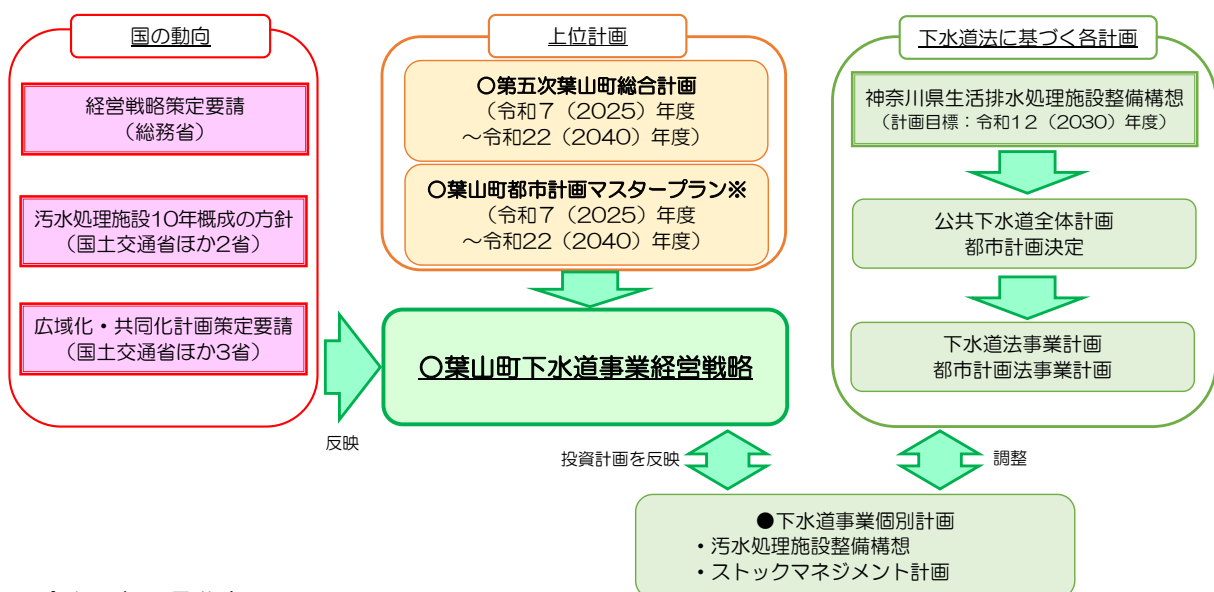 国の動向
経営戦略策定要請
（総務省）
汚水処理施設10年概成の方針
（国土交通省ほか2省）
広域化・共同化計画策定要請
（国土交通省ほか3省）
反映
上位計画
〇第五次葉山町総合計画
（令和7（2025）年度
～令和22（2040）年度）
〇葉山町都市計画マスタープラン※
（令和7（2025）年度
～令和22（2040）年度）
〇葉山町下水道事業経営戦略
下水道法に基づく各計画
神奈川県生活排水処理施設整備構想
（計画目標：令和12（2030）年度）
公共下水道全体計画
都市計画決定
下水道法事業計画
都市計画法事業計画
投資計画を反映
調整
●下水道事業個別計画
・汚水処理施設整備構想
・ストックマネジメント計画